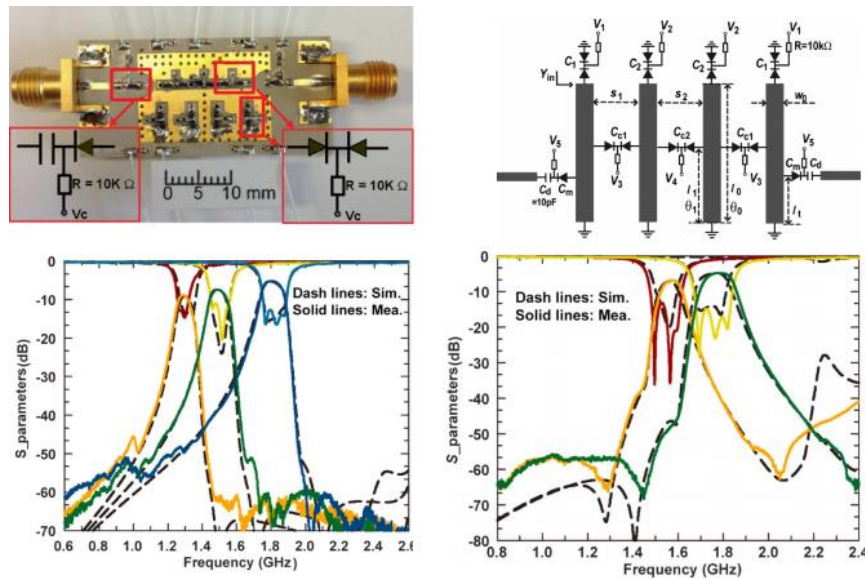 R = 10K Ω
Vc
10 mm
R = 10K Ω
Vc
V1
V2
V2
V1
R=10kΩ
C1
C2
C2
C1
Yin
s1
s2
w0
Cc1
Cc2
Cc1
V5
V3
V4
V3
V5
Cd
Cm
=10pF
l1
θ1
l0
θ0
Cm
Cd
lt
Dash lines: Sim.
Solid lines: Mea.
S_parameters(dB)
0
-10
-20
-30
-40
-50
-60
-70
0.6 0.8 1.0 1.2 1.4 1.6 1.8 2.0 2.2 2.4 2.6
Frequency (GHz)
Dash lines: Sim.
Solid lines: Mea.
S_parameters(dB)
0
-10
-20
-30
-40
-50
-60
-70
-80
0.8 1.0 1.2 1.4 1.6 1.8 2.0 2.2 2.4
Frequency (GHz)